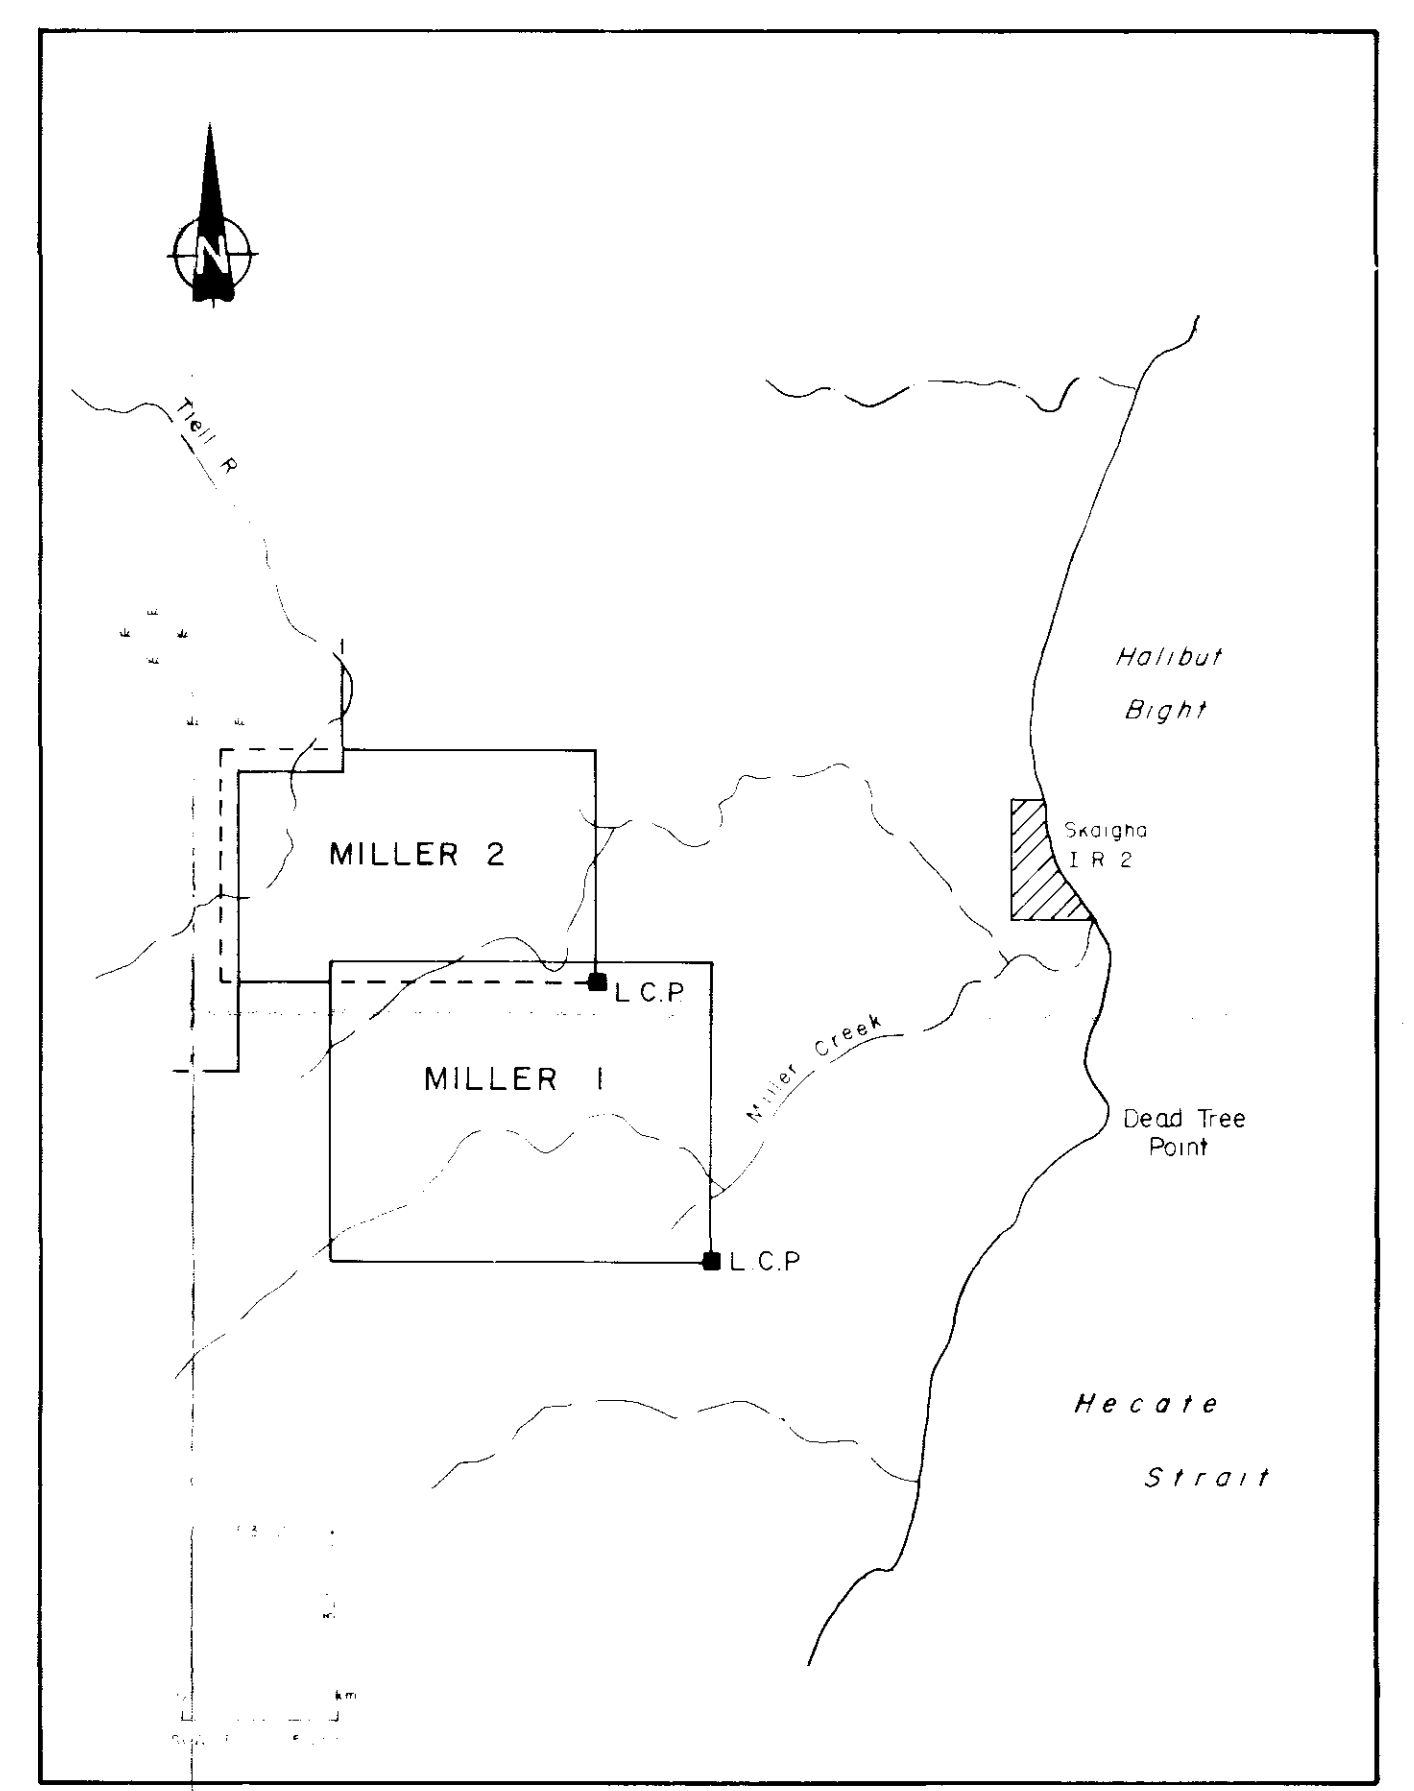 N
Tlell R
Halibut
Bight
Skaigha
I R 2
MILLER 2
L.C.P.
Miller Creek
MILLER 1
Dead Tree
Point
L.C.P
Hecate
Strait
km